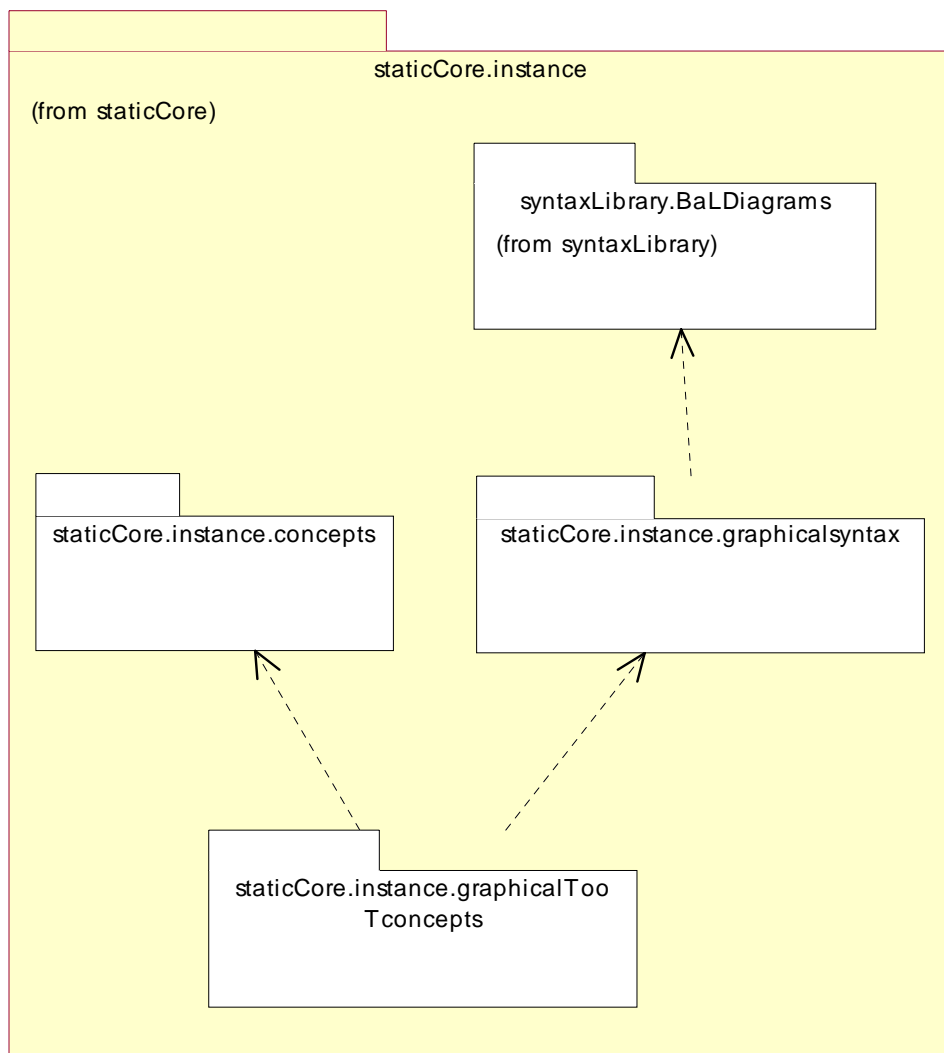 staticCore.instance
(from staticCore)
syntaxLibrary.BaLDiagrams
(from syntaxLibrary)
staticCore.instance.concepts
staticCore.instance.graphicalsyntax
staticCore.instance.graphicalToo
Tconcepts